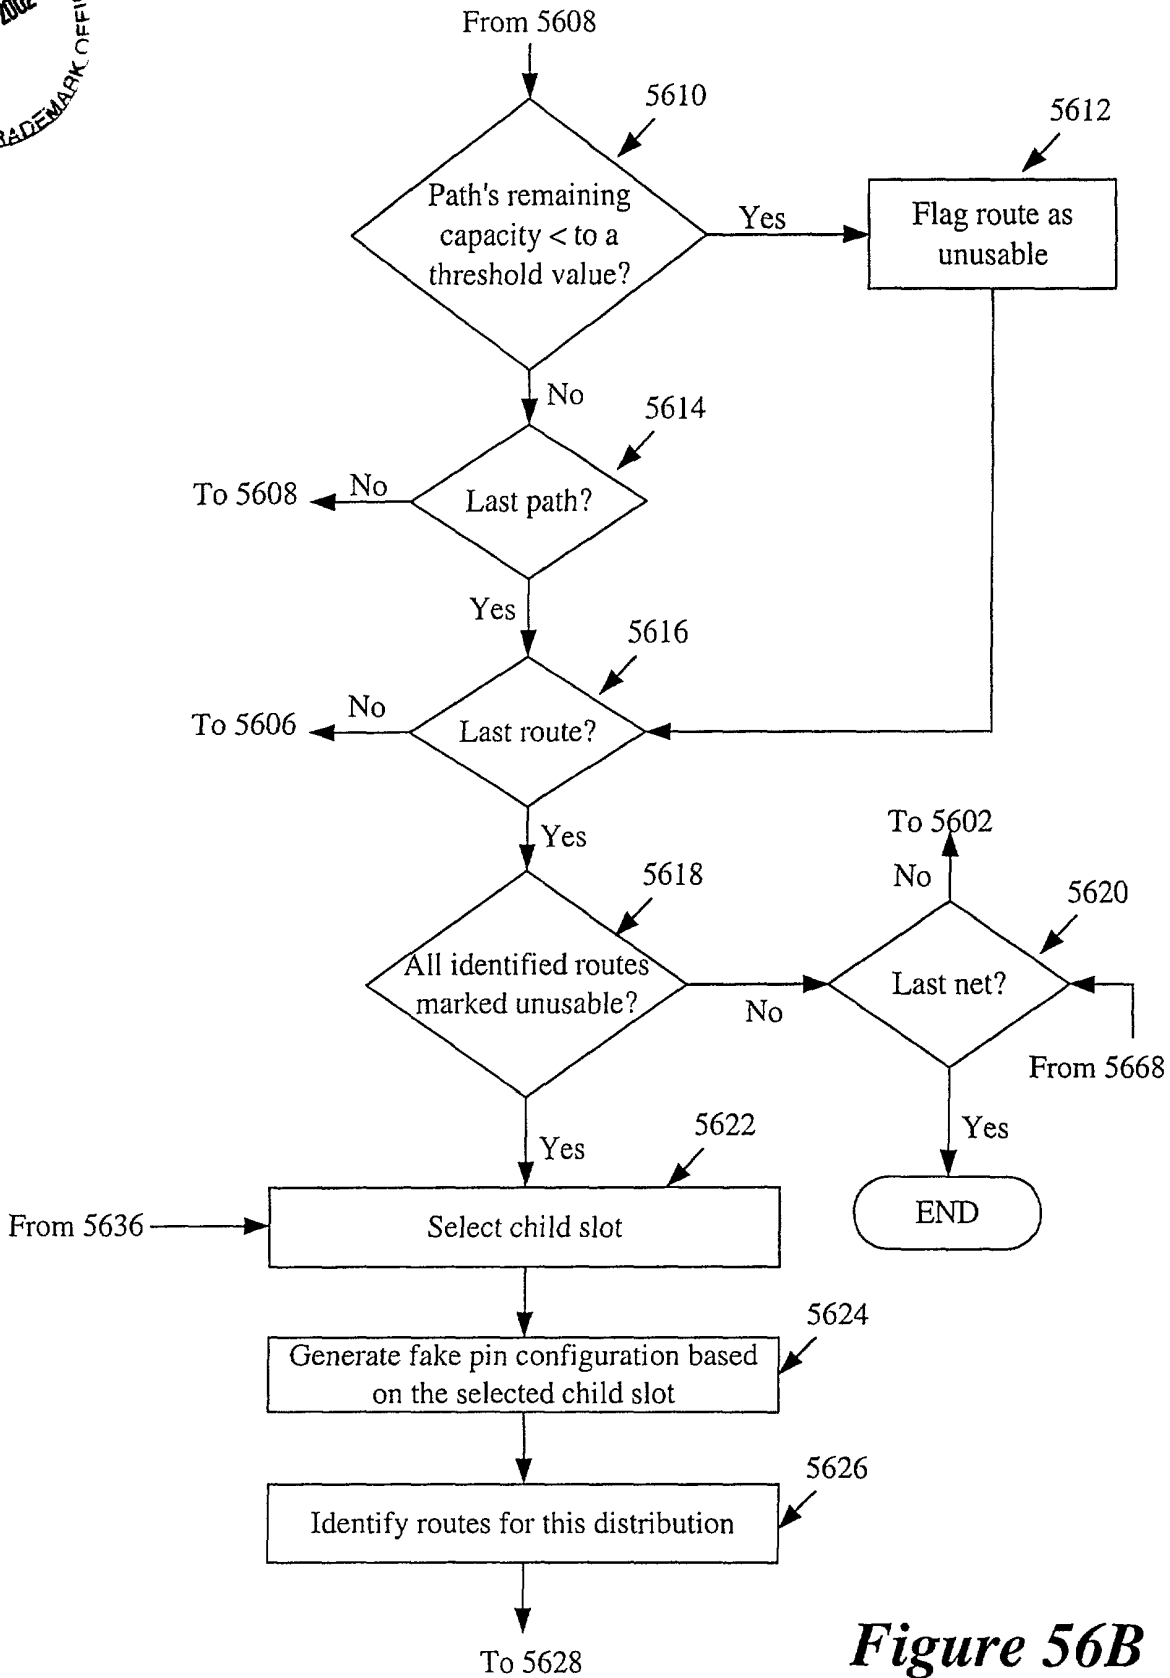 2002
TRADEMARK OFFI
From 5608
5610
5612
Path's remaining
capacity < to a
threshold value?
Yes
Flag route as
unusable
No
5614
To 5608
No
Last path?
Yes
5616
To 5606
No
Last route?
Yes
To 5602
No
5618
5620
All identified routes
marked unusable?
No
Last net?
From 5668
Yes
Yes
5622
END
From 5636
Select child slot
5624
Generate fake pin configuration based
on the selected child slot
5626
Identify routes for this distribution
To 5628
Figure 56B